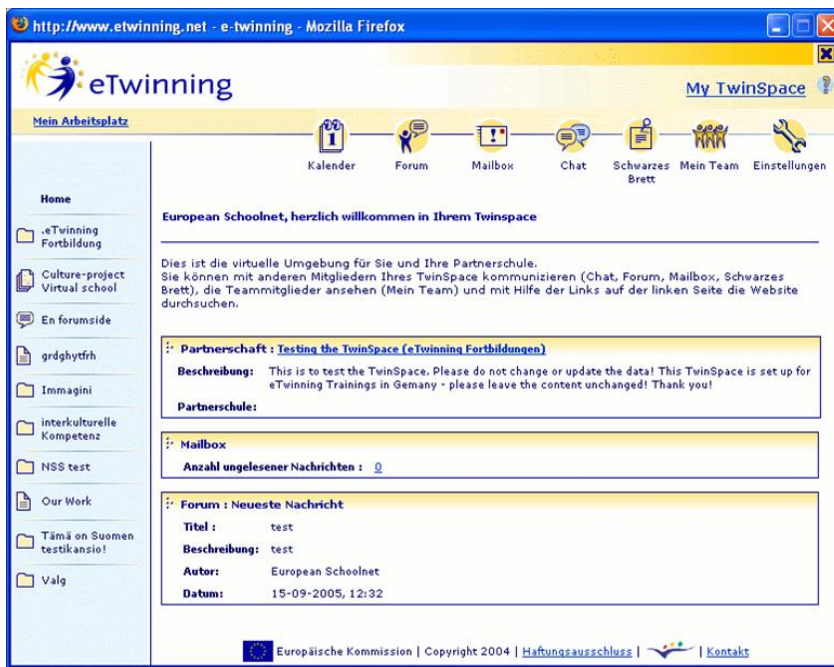 http://www.etwinning.net - e-twinning - Mozilla Firefox
eTwinning
My TwinSpace
?
Mein Arbeitsplatz
1
Kalender
Forum
Mailbox
Chat
Schwarzes
Brett
Mein Team
Einstellungen
Home
.eTwinning
Fortbildung
Culture-project
Virtual school
En forumside
grdghytfrh
Immagini
interkulturelle
Kompetenz
NSS test
Our Work
Tämä on Suomen
testikansio!
Valg
European Schoolnet, herzlich willkommen in Ihrem Twinspace
Dies ist die virtuelle Umgebung für Sie und Ihre Partnerschule.
Sie können mit anderen Mitgliedern Ihres TwinSpace kommunizieren (Chat, Forum, Mailbox, Schwarzes
Brett), die Teammitglieder ansehen (Mein Team) und mit Hilfe der Links auf der linken Seite die Website
durchsuchen.
Partnerschaft : Testing the TwinSpace (eTwinning Fortbildungen)
Beschreibung: This is to test the TwinSpace. Please do not change or update the data! This TwinSpace is set up for
eTwinning Trainings in Gemany - please leave the content unchanged! Thank you!
Partnerschule:
Mailbox
Anzahl ungelesener Nachrichten : 0
Forum : Neueste Nachricht
Titel : test
Beschreibung: test
Autor: European Schoolnet
Datum: 15-09-2005, 12:32
Europäische Kommission | Copyright 2004 | Haftungsausschluss | | Kontakt